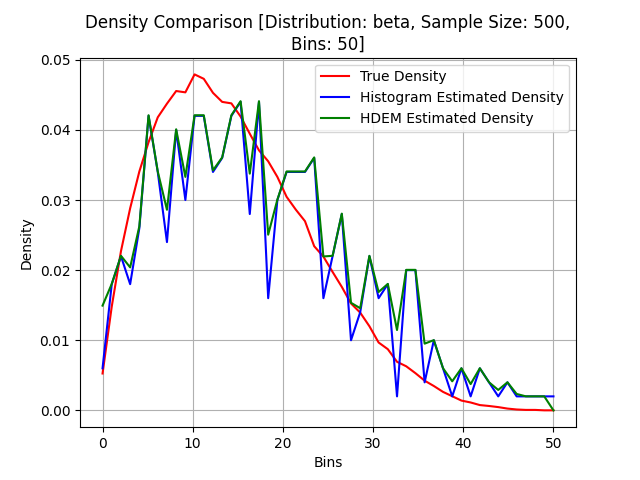 Density Comparison [Distribution: beta, Sample Size: 500,
Bins: 50]
True Density
Histogram Estimated Density
HDEM Estimated Density
Density
0.05
0.04
0.03
0.02
0.01
0.00
0
10
20
30
40
50
Bins